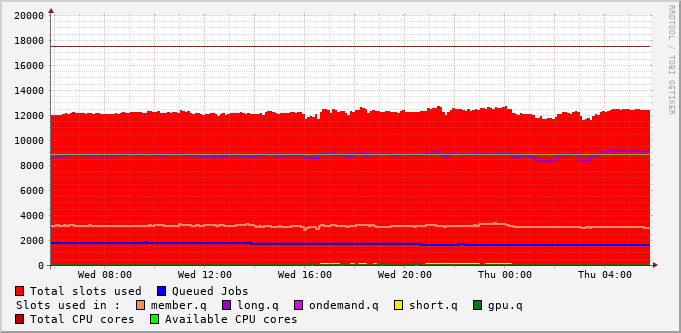 RRDTOOL / TOBI OETIKER
20000
18000
16000
14000
12000
10000
8000
6000
4000
2000
0
Wed 08:00 Wed 12:00 Wed 16:00 Wed 20:00 Thu 00:00 Thu 04:00
Total slots used Queued Jobs
Slots used in : member.q long.q ondemand.q short.q gpu.q
Total CPU cores Available CPU cores